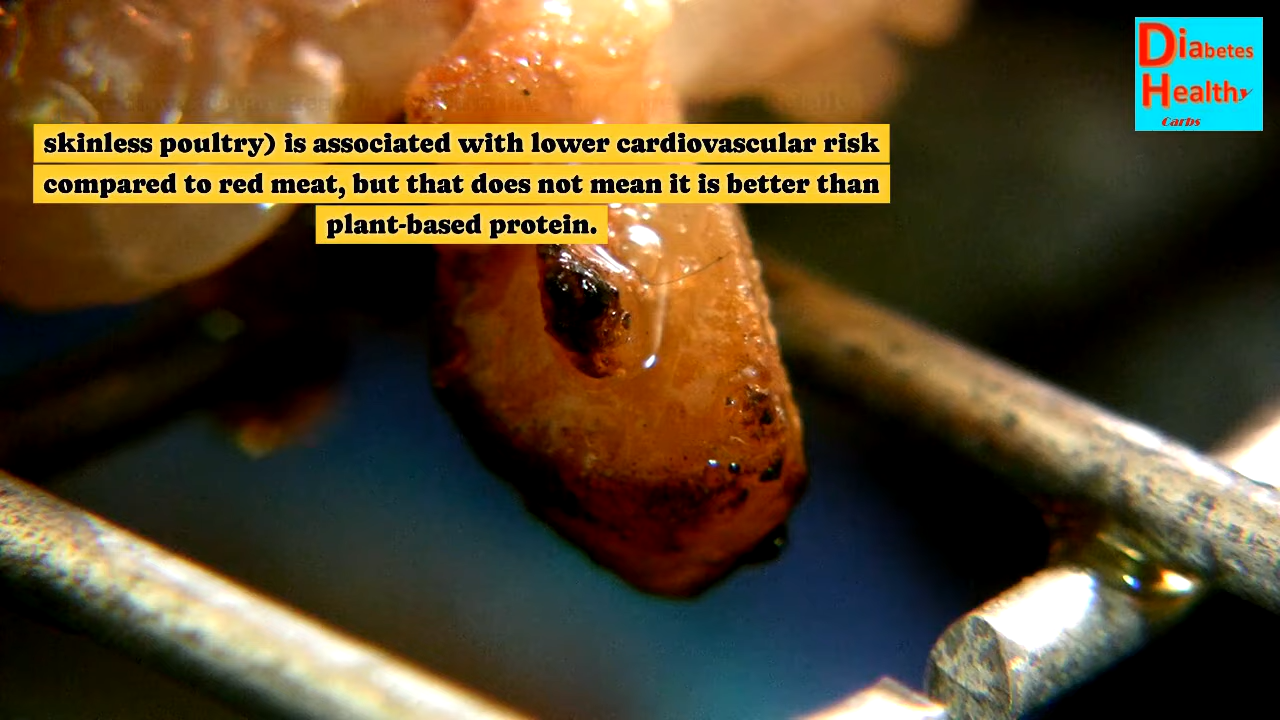 Diabetes
Healthy
Carbs
skinless poultry) is associated with lower cardiovascular risk
compared to red meat, but that does not mean it is better than
plant-based protein.